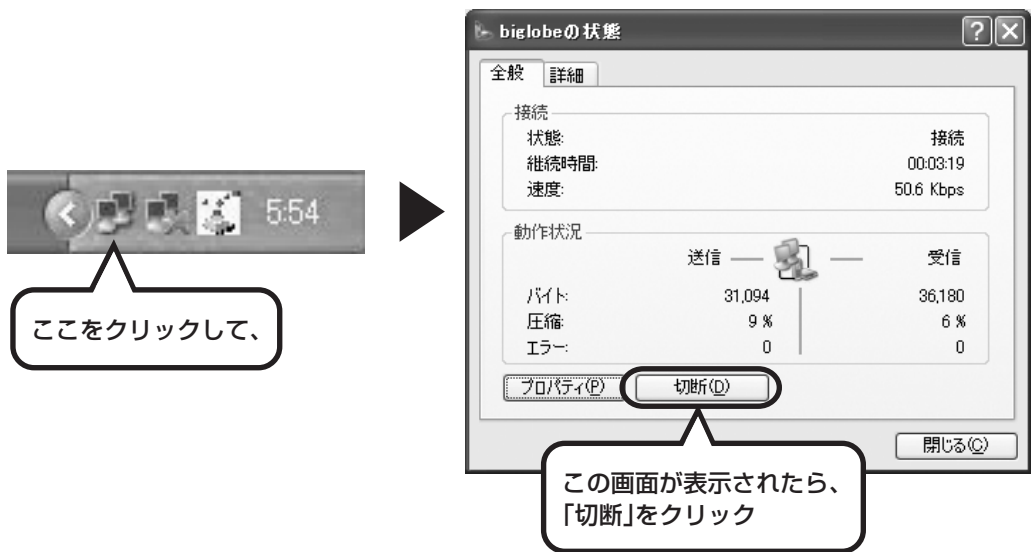 5:54
ここをクリックして、
biglobeの状態
全般 詳細
接続
状態: 接続
継続時間: 00:03:19
速度: 50.6 Kbps
動作状況
送信 受信
バイト: 31,094 36,180
圧縮: 9 % 6 %
エラー: 0 0
プロパティ(P) 切断(D)
閉じる(C)
この画面が表示されたら、
「切断」をクリック